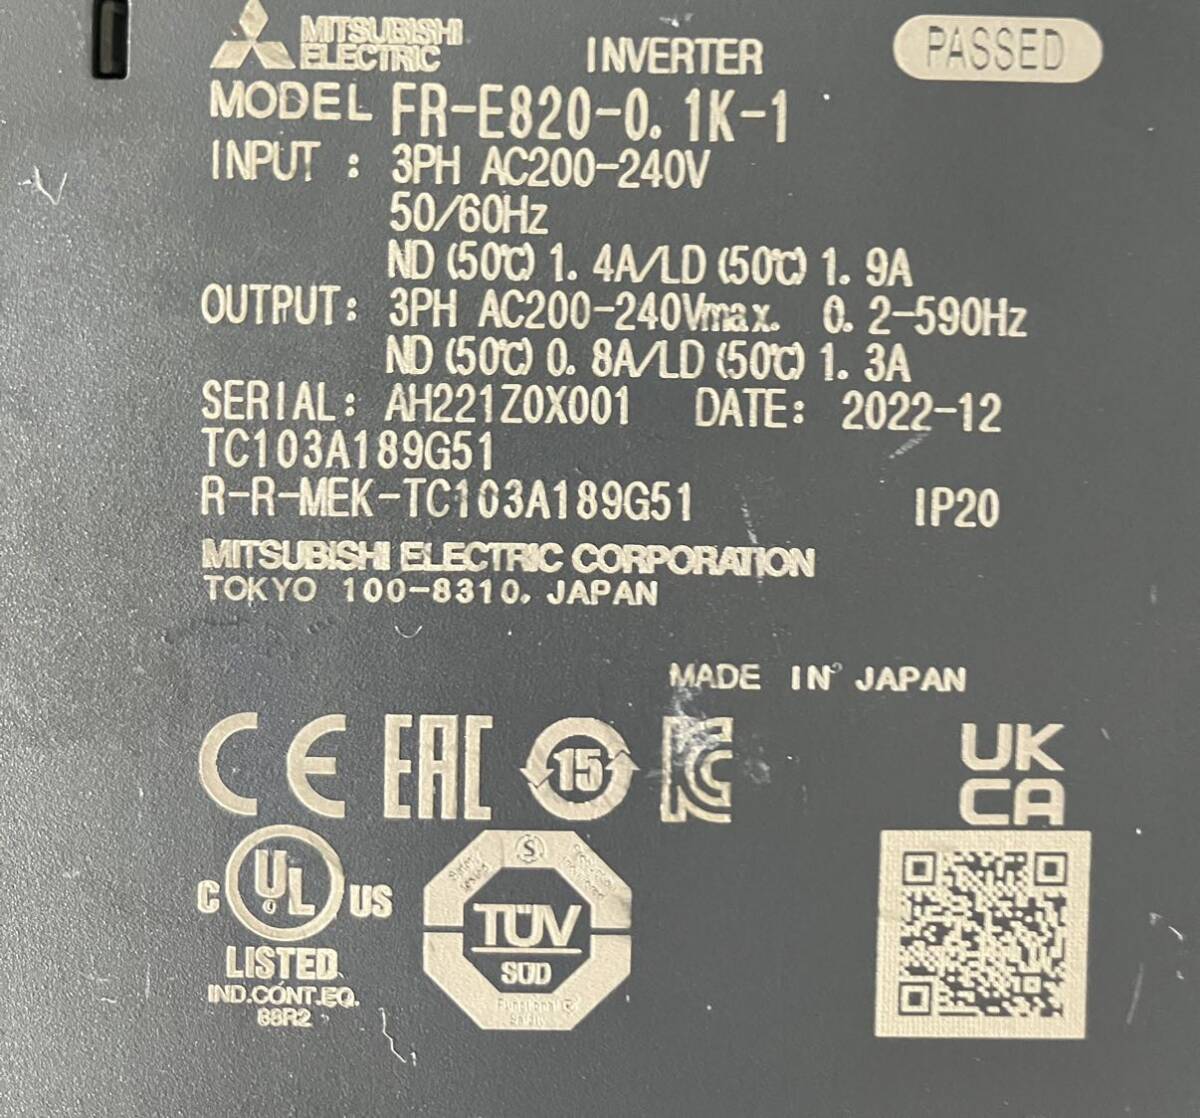 MITSUBISHI ELECTRIC INVERTER PASSED
MODEL FR-E820-0.1K-1
INPUT : 3PH AC200-240V
50/60Hz
ND (50℃) 1.4A/LD (50℃) 1.9A
OUTPUT: 3PH AC200-240Vmax. 0.2-590Hz
ND (50℃) 0.8A/LD (50℃) 1.3A
SERIAL: AH221Z0X001 DATE: 2022-12
TC103A189G51
R-R-MEK-TC103A189G51 IP20
MITSUBISHI ELECTRIC CORPORATION
TOKYO 100-8310, JAPAN
MADE IN JAPAN
CE EAC 15 KC UK CA
C UL US
LISTED
IND.CONT.EQ.
S
TÜV
SÜD